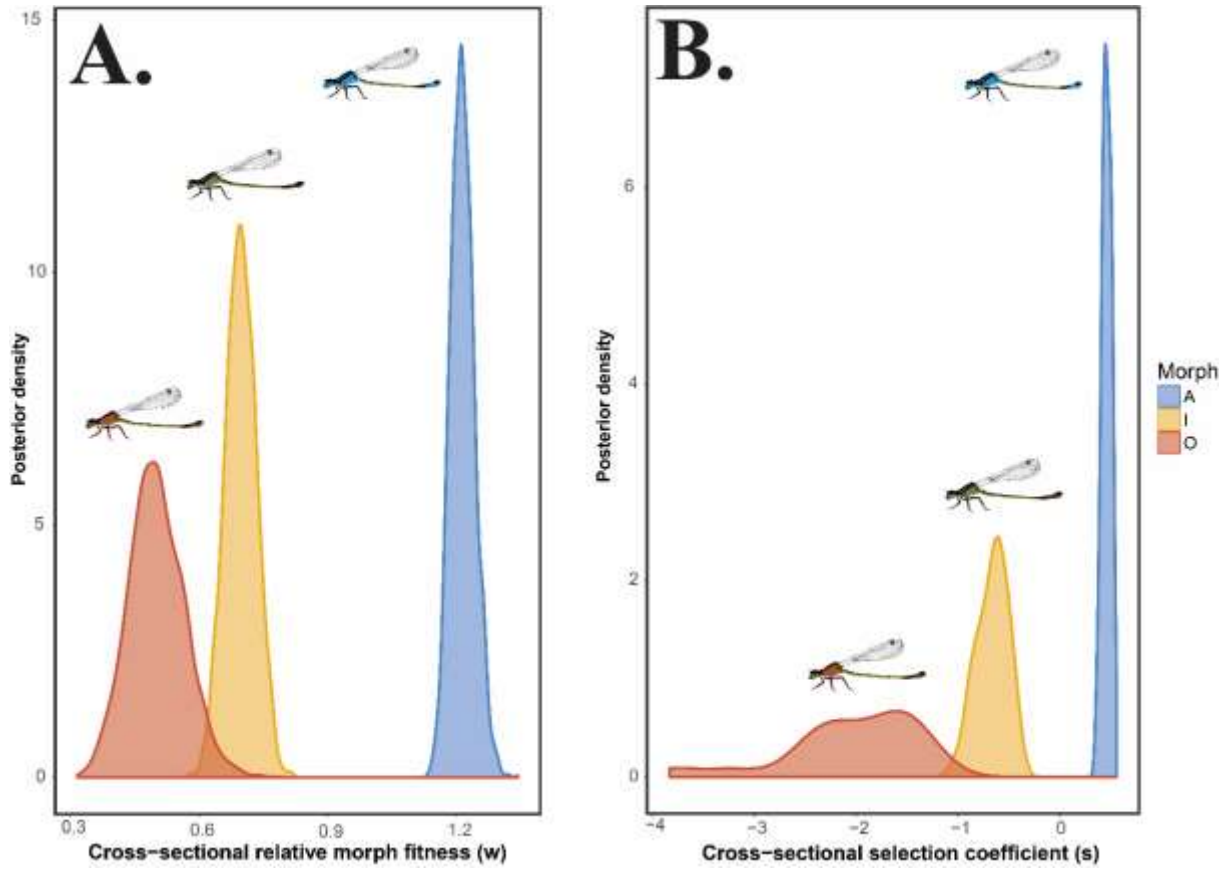 A.
15
10
5
0
Posterior density
0.3 0.6 0.9 1.2
Cross−sectional relative morph fitness (w)
B.
6
4
2
0
Posterior density
−4 −3 −2 −1 0
Cross−sectional selection coefficient (s)
Morph
A
I
O